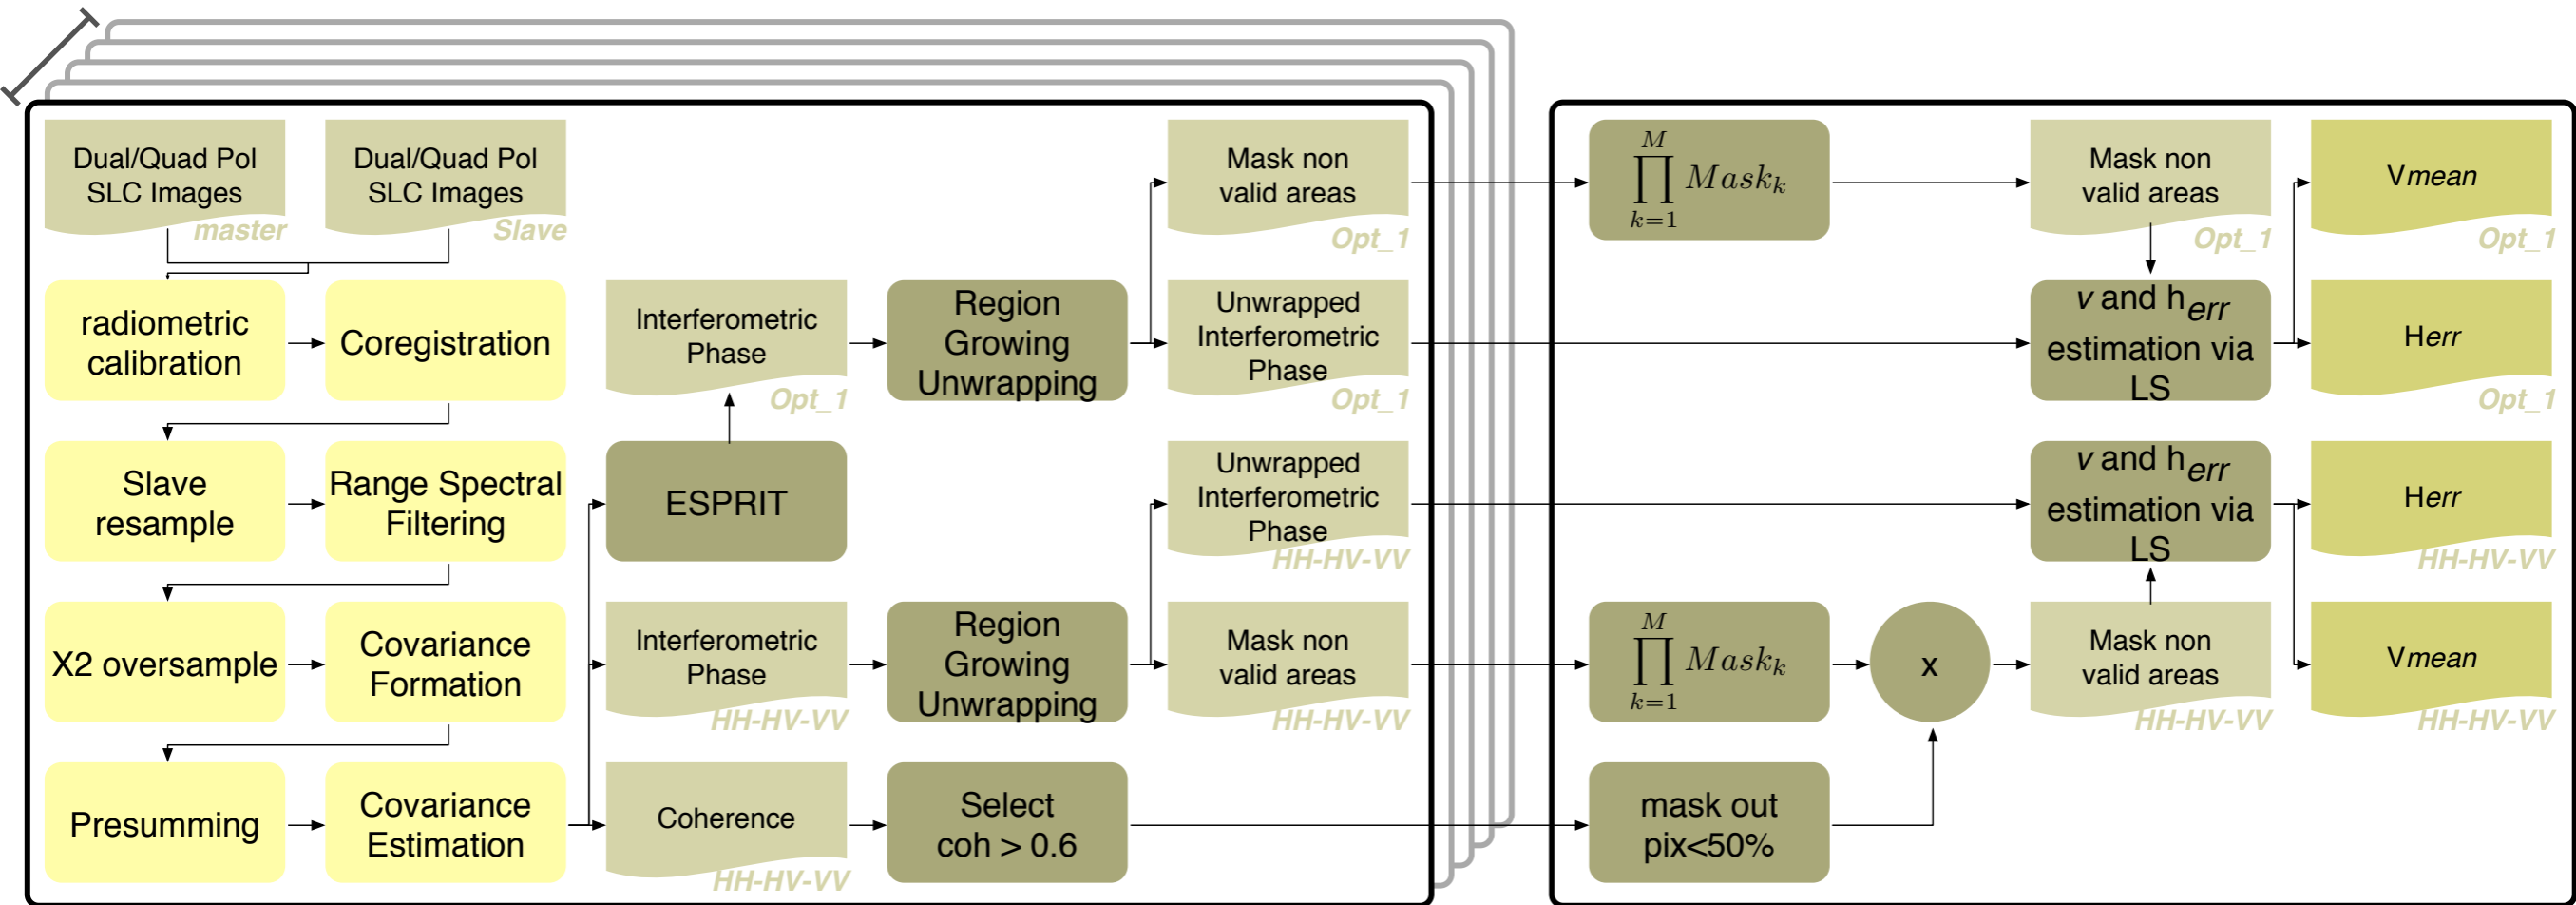 Dual/Quad Pol
SLC Images
master
Dual/Quad Pol
SLC Images
Slave
radiometric
calibration
Coregistration
Slave
resample
Range Spectral
Filtering
X2 oversample
Covariance
Formation
Presumming
Covariance
Estimation
Interferometric
Phase
Opt_1
ESPRIT
Interferometric
Phase
HH-HV-VV
Coherence
HH-HV-VV
Region
Growing
Unwrapping
Region
Growing
Unwrapping
Select
coh > 0.6
Mask non
valid areas
Opt_1
Unwrapped
Interferometric
Phase
Opt_1
Unwrapped
Interferometric
Phase
HH-HV-VV
Mask non
valid areas
HH-HV-VV
M
∏ Mask_k
k=1
M
∏ Mask_k
k=1
mask out
pix<50%
x
Mask non
valid areas
Opt_1
v and h_err
estimation via
LS
v and h_err
estimation via
LS
Mask non
valid areas
HH-HV-VV
Vmean
Opt_1
Herr
Opt_1
Herr
HH-HV-VV
Vmean
HH-HV-VV